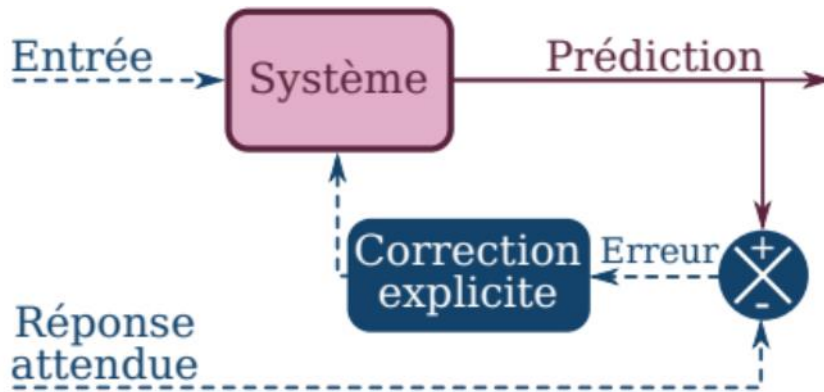 Entrée
Système
Prédiction
Correction
explicite
Erreur
+
-
Réponse
attendue